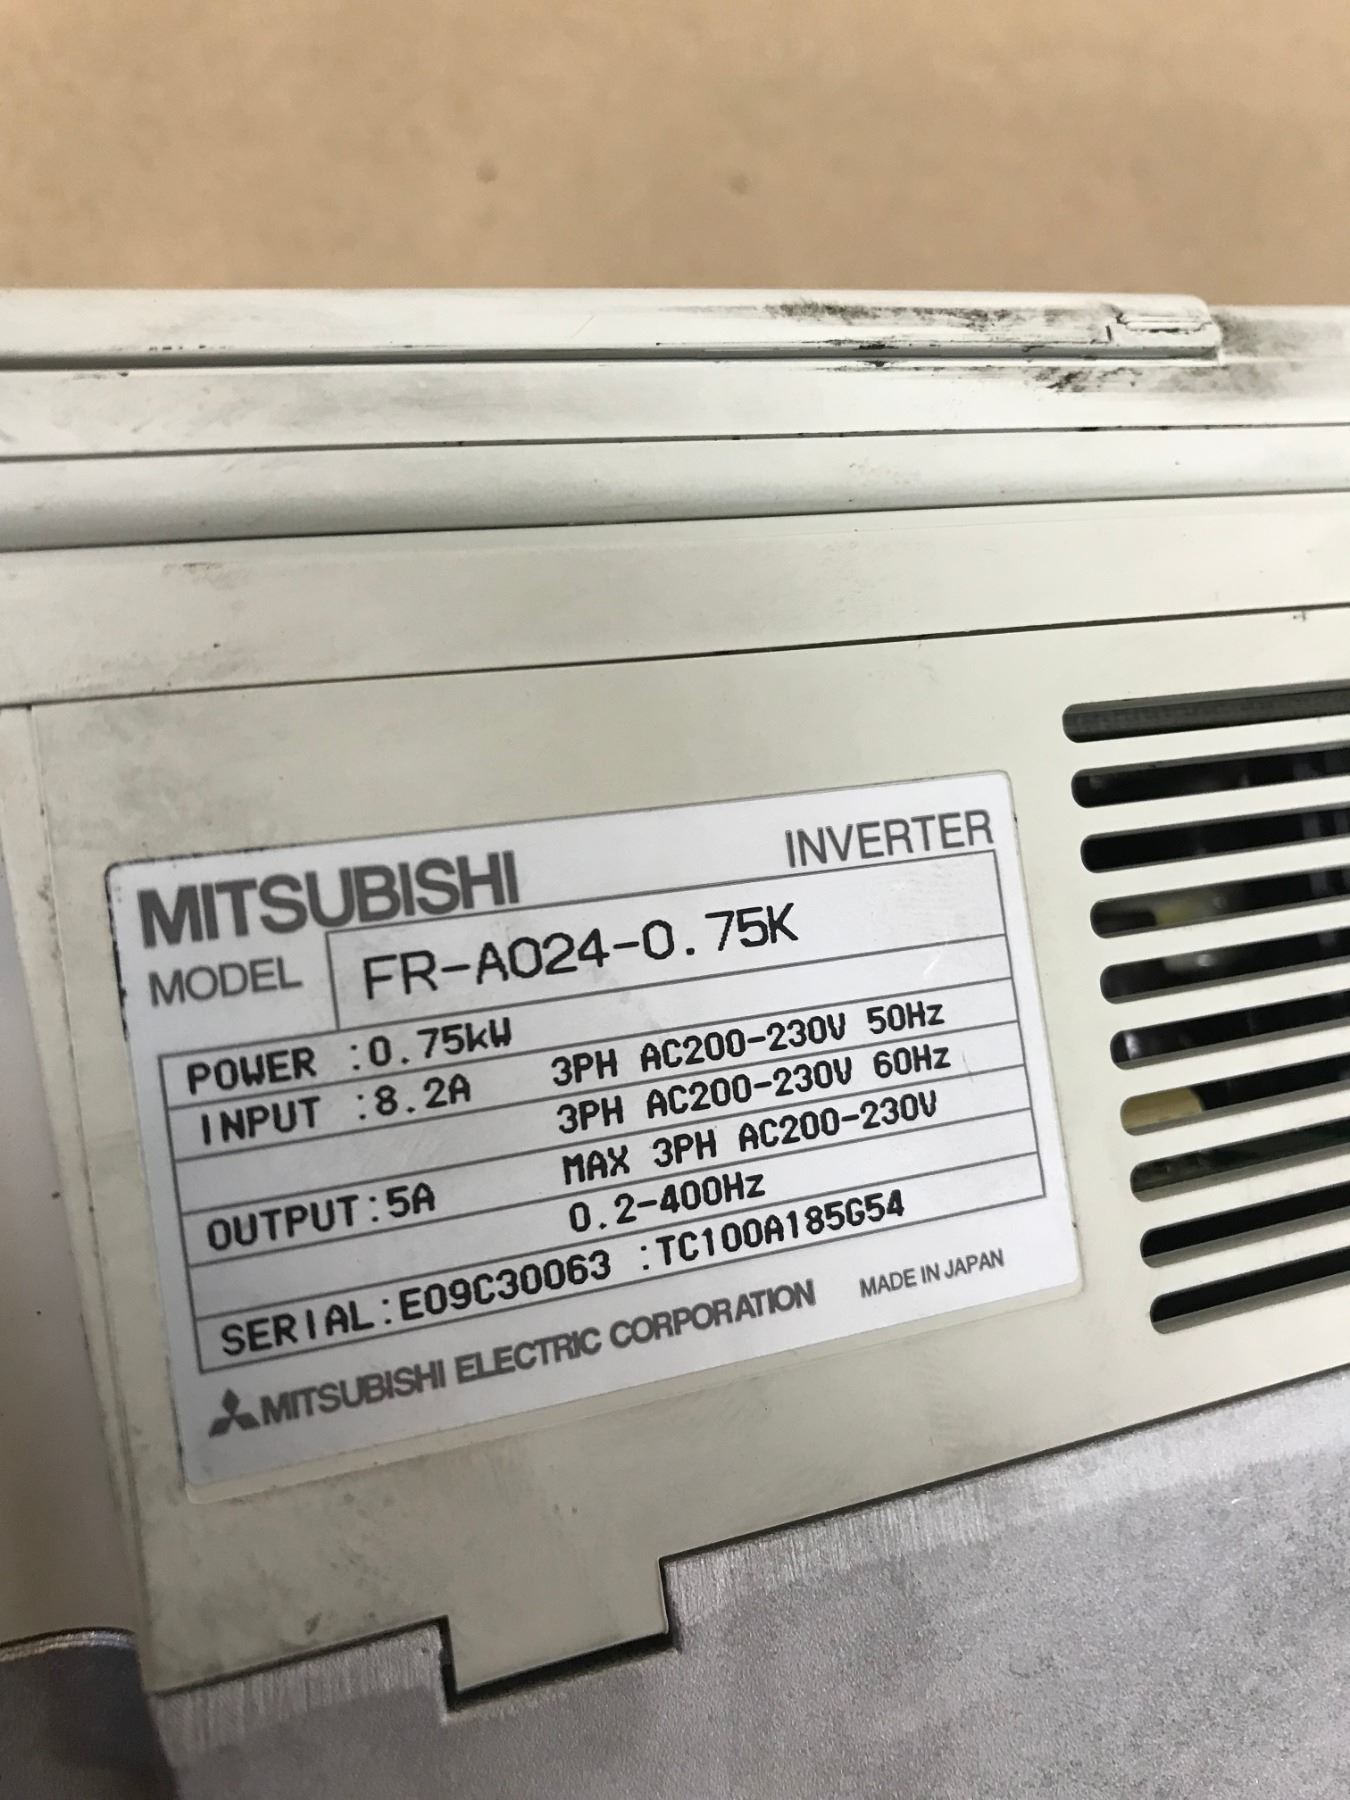 MITSUBISHI INVERTER
MODEL FR-A024-0.75K
POWER :0.75kW
INPUT :8.2A 3PH AC200-230V 50Hz
3PH AC200-230V 60Hz
OUTPUT:5A MAX 3PH AC200-230V
0.2-400Hz
SERIAL:E09C30063 :TC100A185G54
MITSUBISHI ELECTRIC CORPORATION MADE IN JAPAN